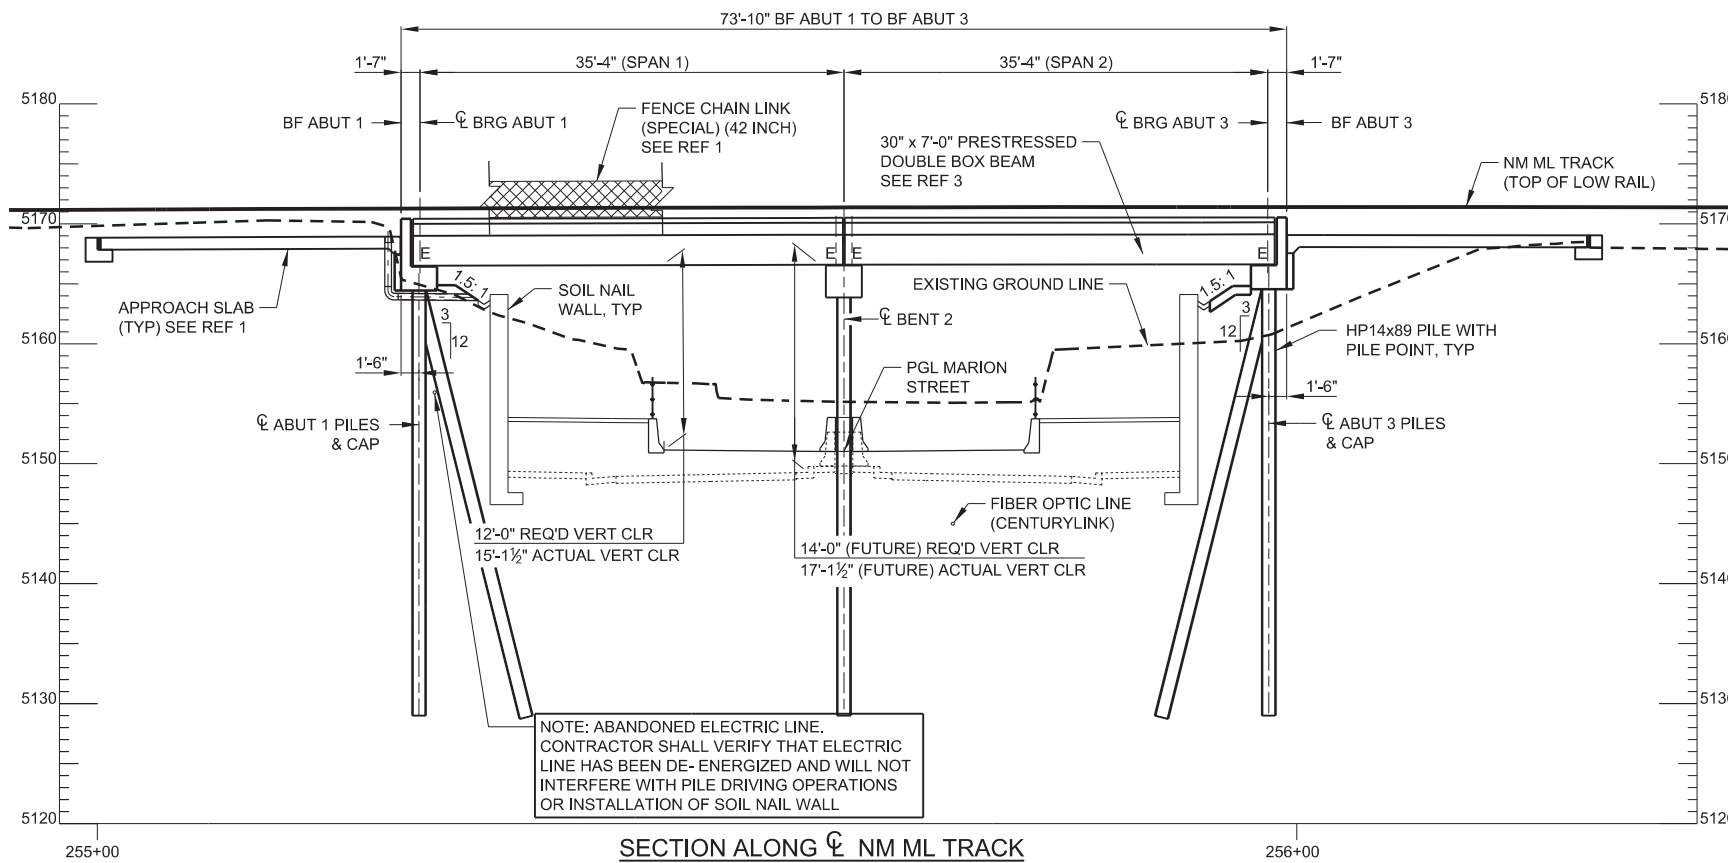 73'-10" BF ABUT 1 TO BF ABUT 3
1'-7"
35'-4" (SPAN 1)
35'-4" (SPAN 2)
1'-7"
BF ABUT 1
℄ BRG ABUT 1
FENCE CHAIN LINK
(SPECIAL) (42 INCH)
SEE REF 1
30" x 7'-0" PRESTRESSED
DOUBLE BOX BEAM
SEE REF 3
℄ BRG ABUT 3
BF ABUT 3
NM ML TRACK
(TOP OF LOW RAIL)
5180
5170
5160
5150
5140
5130
5120
5180
5170
5160
5150
5140
5130
5120
E
E
E
E
1.5: 1
1.5: 1
APPROACH SLAB
(TYP) SEE REF 1
SOIL NAIL
WALL, TYP
EXISTING GROUND LINE
℄ BENT 2
3
12
3
12
HP14x89 PILE WITH
PILE POINT, TYP
1'-6"
PGL MARION
STREET
1'-6"
℄ ABUT 1 PILES
& CAP
℄ ABUT 3 PILES
& CAP
FIBER OPTIC LINE
(CENTURYLINK)
12'-0" REQ'D VERT CLR
15'-1½" ACTUAL VERT CLR
14'-0" (FUTURE) REQ'D VERT CLR
17'-1½" (FUTURE) ACTUAL VERT CLR
NOTE: ABANDONED ELECTRIC LINE.
CONTRACTOR SHALL VERIFY THAT ELECTRIC
LINE HAS BEEN DE- ENERGIZED AND WILL NOT
INTERFERE WITH PILE DRIVING OPERATIONS
OR INSTALLATION OF SOIL NAIL WALL
255+00
SECTION ALONG ℄ NM ML TRACK
256+00